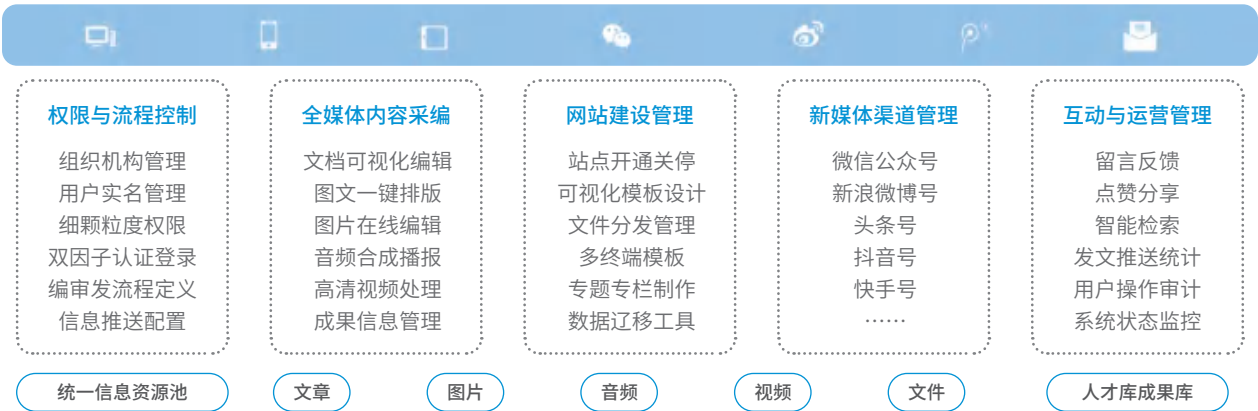 权限与流程控制
组织机构管理
用户实名管理
细颗粒度权限
双因子认证登录
编审发流程定义
信息推送配置
全媒体内容采编
文档可视化编辑
图文一键排版
图片在线编辑
音频合成播报
高清视频处理
成果信息管理
网站建设管理
站点开通关停
可视化模板设计
文件分发管理
多终端模板
专题专栏制作
数据辽移工具
新媒体渠道管理
微信公众号
新浪微博号
头条号
抖音号
快手号
……
互动与运营管理
留言反馈
点赞分享
智能检索
发文推送统计
用户操作审计
系统状态监控
统一信息资源池
文章
图片
音频
视频
文件
人才库成果库